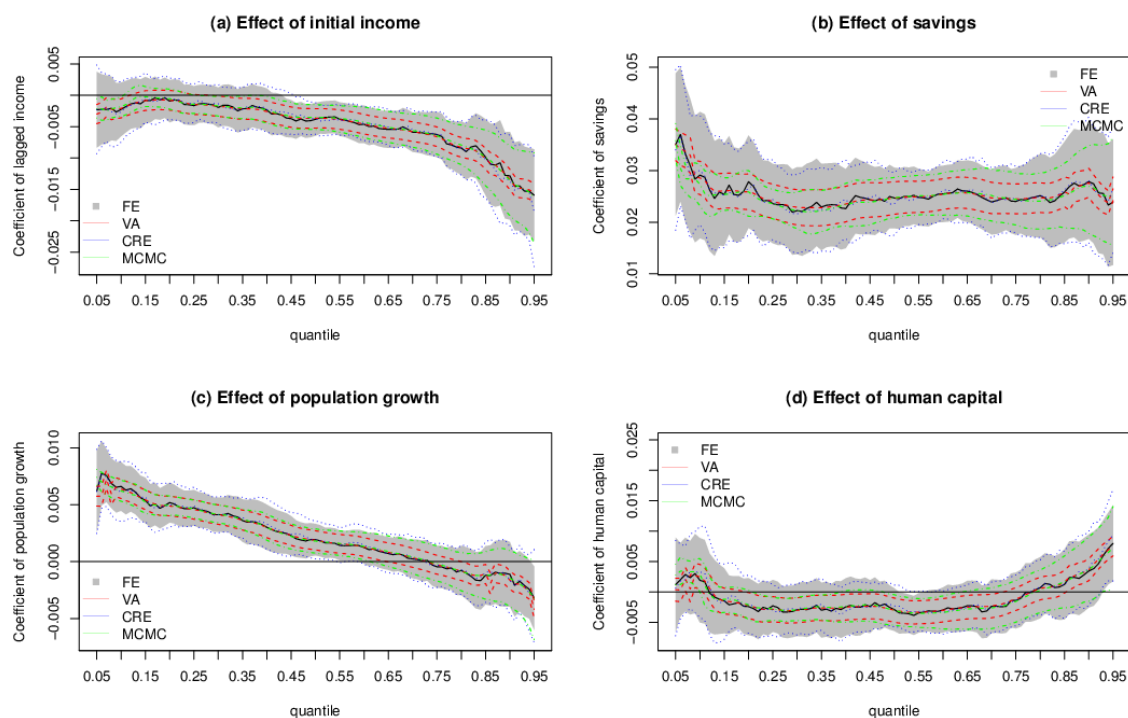 (a) Effect of initial income
Coefficient of lagged income
0.005
−0.005
−0.015
−0.025
FE
VA
CRE
MCMC
0.05 0.15 0.25 0.35 0.45 0.55 0.65 0.75 0.85 0.95
quantile
(b) Effect of savings
Coefficient of savings
0.05
0.04
0.03
0.02
0.01
FE
VA
CRE
MCMC
0.05 0.15 0.25 0.35 0.45 0.55 0.65 0.75 0.85 0.95
quantile
(c) Effect of population growth
Coefficient of population growth
0.010
0.005
0.000
−0.005
FE
VA
CRE
MCMC
0.05 0.15 0.25 0.35 0.45 0.55 0.65 0.75 0.85 0.95
quantile
(d) Effect of human capital
Coefficient of human capital
0.025
0.015
0.005
−0.005
FE
VA
CRE
MCMC
0.05 0.15 0.25 0.35 0.45 0.55 0.65 0.75 0.85 0.95
quantile